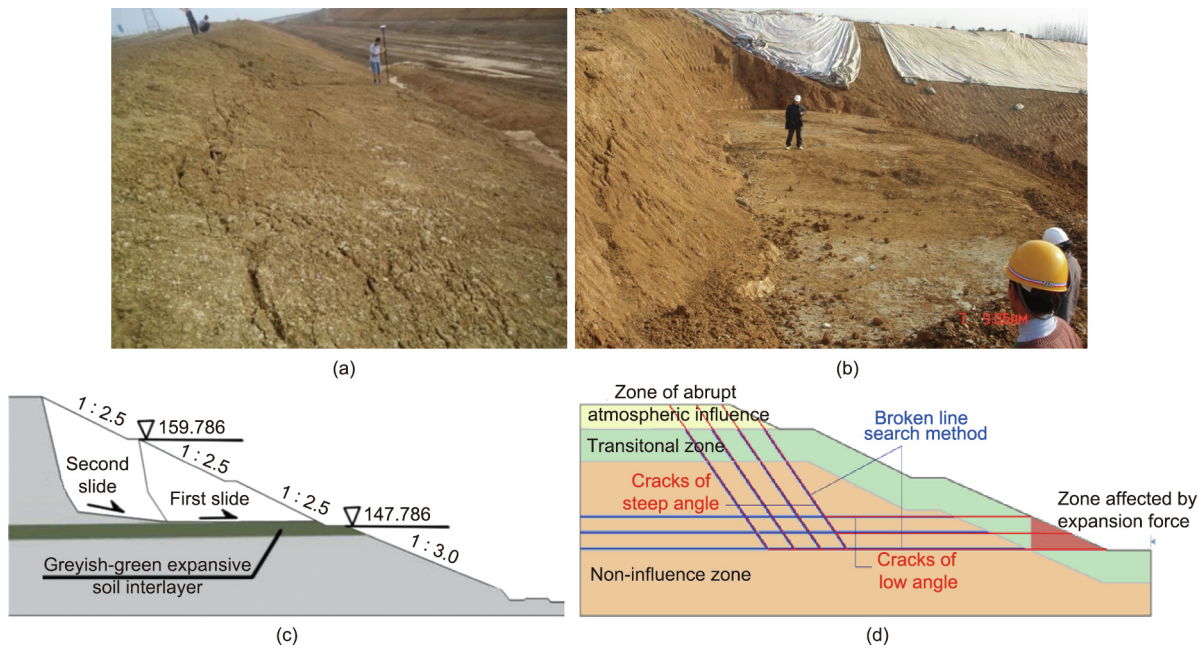 (a)
(b)
1 : 2.5
159.786
1 : 2.5
Second
slide
First slide
1 : 2.5
147.786
1 : 3.0
Greyish-green expansive
soil interlayer
(c)
Zone of abrupt
atmospheric influence
Transitonal zone
Broken line
search method
Cracks of
steep angle
Zone affected by
expansion force
Cracks of
low angle
Non-influence zone
(d)